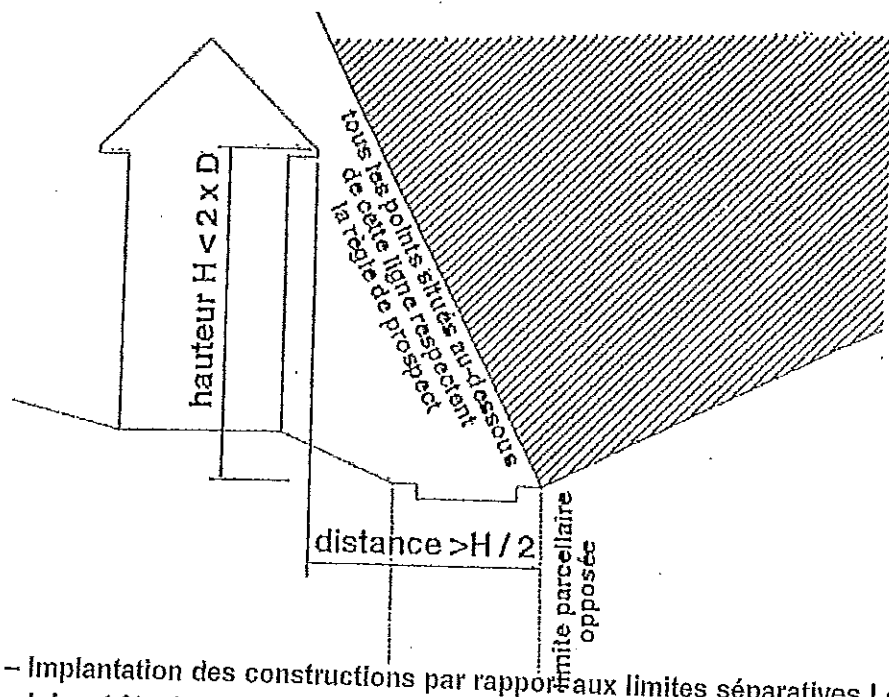 hauteur H < 2 x D
tous les points situés au-dessous
de cette ligne respectent
la règle de prospect
distance > H / 2
limite parcellaire
opposée
– Implantation des constructions par rapport aux limites séparatives